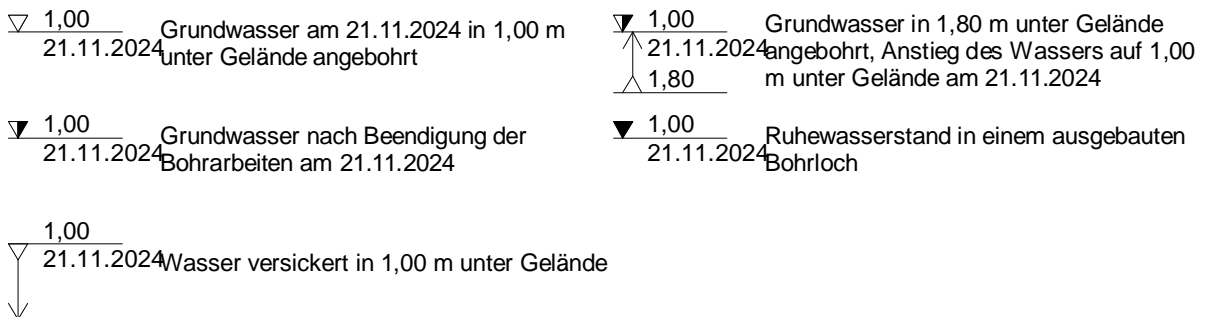 1,00
21.11.2024
Grundwasser am 21.11.2024 in 1,00 m
unter Gelände angebohrt
1,00
21.11.2024
1,80
Grundwasser in 1,80 m unter Gelände
angebohrt, Anstieg des Wassers auf 1,00
m unter Gelände am 21.11.2024
1,00
21.11.2024
Grundwasser nach Beendigung der
Bohrarbeiten am 21.11.2024
1,00
21.11.2024
Ruhewasserstand in einem ausgebauten
Bohrloch
1,00
21.11.2024
Wasser versickert in 1,00 m unter Gelände